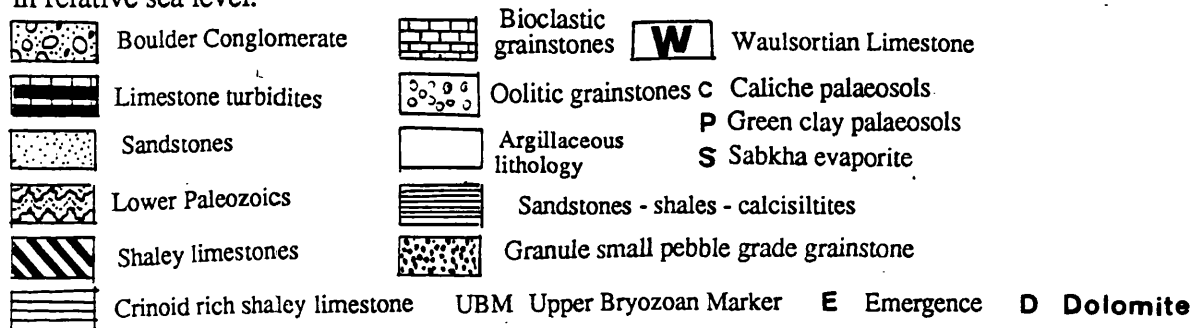 in relative sea level.
Boulder Conglomerate
Bioclastic
grainstones
W Waulsortian Limestone
Limestone turbidites
Oolitic grainstones
C Caliche palaeosols
P Green clay palaeosols
Sandstones
Argillaceous
lithology
S Sabkha evaporite
Lower Paleozoics
Sandstones - shales - calcisiltites
Shaley limestones
Granule small pebble grade grainstone
Crinoid rich shaley limestone UBM Upper Bryozoan Marker E Emergence D Dolomite